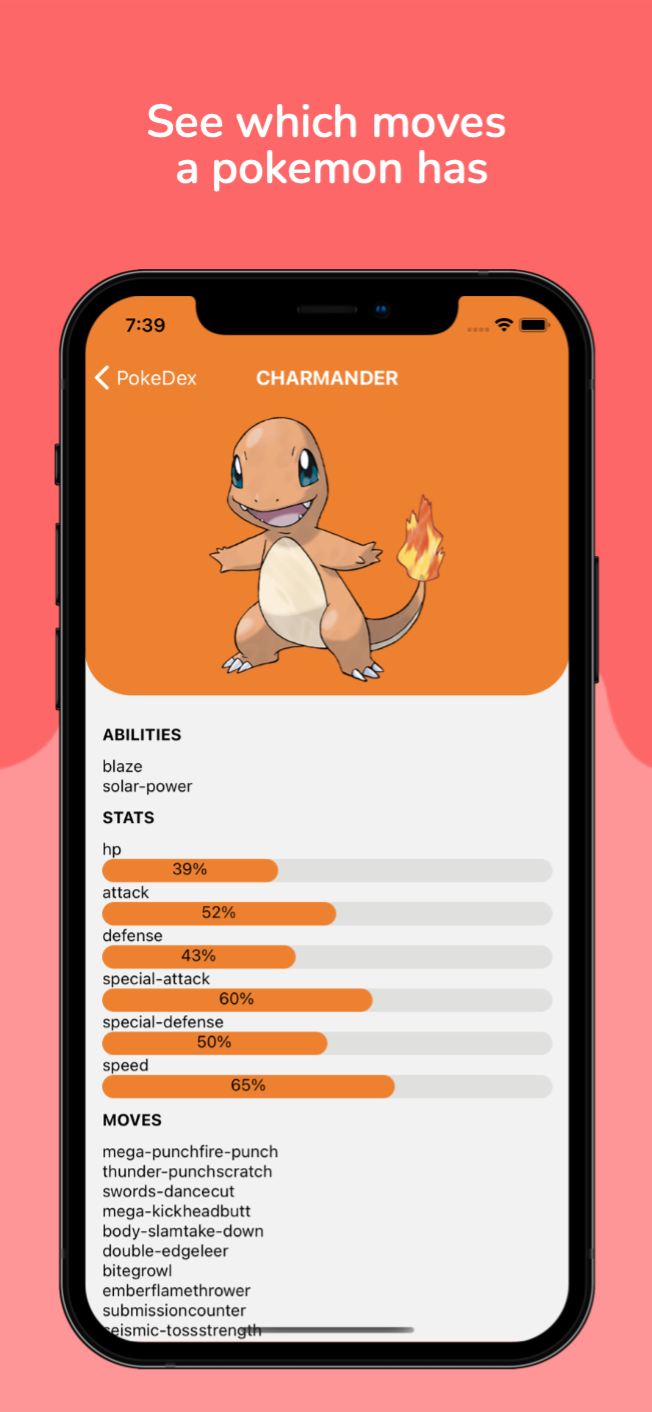 See which moves
a pokemon has
7:39
PokeDex CHARMANDER
ABILITIES
blaze
solar-power
STATS
hp
39%
attack
52%
defense
43%
special-attack
60%
special-defense
50%
speed
65%
MOVES
mega-punchfire-punch
thunder-punchscratch
swords-dancecut
mega-kickheadbutt
body-slamtake-down
double-edgeleer
bitegrowl
emberflamethrower
submissioncounter
seismic-tossstrength